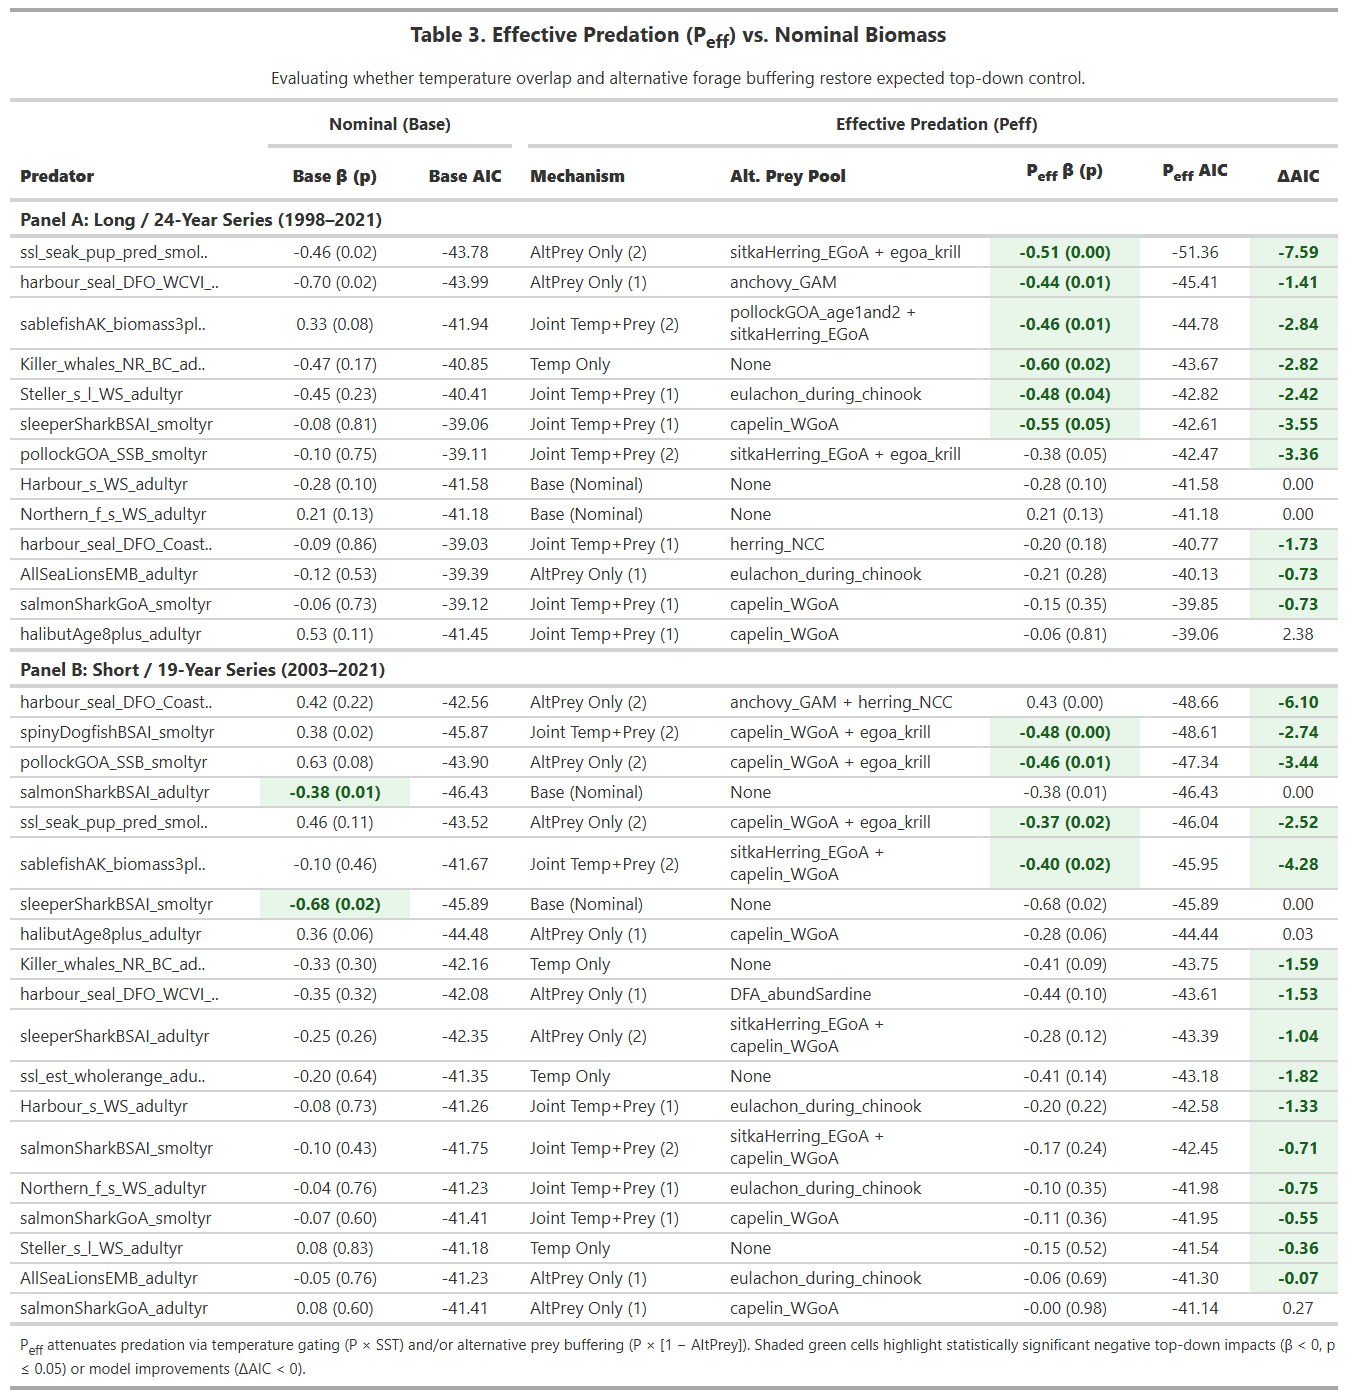 Table 3. Effective Predation (Peff) vs. Nominal Biomass
Evaluating whether temperature overlap and alternative forage buffering restore expected top-down control.
Nominal (Base) Effective Predation (Peff)
Predator Base β (p) Base AIC Mechanism Alt. Prey Pool Peff β (p) Peff AIC ΔAIC
Panel A: Long / 24-Year Series (1998–2021)
ssl_seak_pup_pred_smol.. -0.46 (0.02) -43.78 AltPrey Only (2) sitkaHerring_EGoA + egoa_krill -0.51 (0.00) -51.36 -7.59
harbour_seal_DFO_WCVI_.. -0.70 (0.02) -43.99 AltPrey Only (1) anchovy_GAM -0.44 (0.01) -45.41 -1.41
sablefishAK_biomass3pl.. 0.33 (0.08) -41.94 Joint Temp+Prey (2) pollockGOA_age1and2 +
sitkaHerring_EGoA -0.46 (0.01) -44.78 -2.84
Killer_whales_NR_BC_ad.. -0.47 (0.17) -40.85 Temp Only None -0.60 (0.02) -43.67 -2.82
Steller_s_l_WS_adultyr -0.45 (0.23) -40.41 Joint Temp+Prey (1) eulachon_during_chinook -0.48 (0.04) -42.82 -2.42
sleeperSharkBSAI_smoltyr -0.08 (0.81) -39.06 Joint Temp+Prey (1) capelin_WGoA -0.55 (0.05) -42.61 -3.55
pollockGOA_SSB_smoltyr -0.10 (0.75) -39.11 Joint Temp+Prey (2) sitkaHerring_EGoA + egoa_krill -0.38 (0.05) -42.47 -3.36
Harbour_s_WS_adultyr -0.28 (0.10) -41.58 Base (Nominal) None -0.28 (0.10) -41.58 0.00
Northern_f_s_WS_adultyr 0.21 (0.13) -41.18 Base (Nominal) None 0.21 (0.13) -41.18 0.00
harbour_seal_DFO_Coast.. -0.09 (0.86) -39.03 Joint Temp+Prey (1) herring_NCC -0.20 (0.18) -40.77 -1.73
AllSeaLionsEMB_adultyr -0.12 (0.53) -39.39 AltPrey Only (1) eulachon_during_chinook -0.21 (0.28) -40.13 -0.73
salmonSharkGoA_smoltyr -0.06 (0.73) -39.12 Joint Temp+Prey (1) capelin_WGoA -0.15 (0.35) -39.85 -0.73
halibutAge8plus_adultyr 0.53 (0.11) -41.45 Joint Temp+Prey (1) capelin_WGoA -0.06 (0.81) -39.06 2.38
Panel B: Short / 19-Year Series (2003–2021)
harbour_seal_DFO_Coast.. 0.42 (0.22) -42.56 AltPrey Only (2) anchovy_GAM + herring_NCC 0.43 (0.00) -48.66 -6.10
spinyDogfishBSAI_smoltyr 0.38 (0.02) -45.87 Joint Temp+Prey (2) capelin_WGoA + egoa_krill -0.48 (0.00) -48.61 -2.74
pollockGOA_SSB_smoltyr 0.63 (0.08) -43.90 AltPrey Only (2) capelin_WGoA + egoa_krill -0.46 (0.01) -47.34 -3.44
salmonSharkBSAI_adultyr -0.38 (0.01) -46.43 Base (Nominal) None -0.38 (0.01) -46.43 0.00
ssl_seak_pup_pred_smol.. 0.46 (0.11) -43.52 AltPrey Only (2) capelin_WGoA + egoa_krill -0.37 (0.02) -46.04 -2.52
sablefishAK_biomass3pl.. -0.10 (0.46) -41.67 Joint Temp+Prey (2) sitkaHerring_EGoA +
capelin_WGoA -0.40 (0.02) -45.95 -4.28
sleeperSharkBSAI_smoltyr -0.68 (0.02) -45.89 Base (Nominal) None -0.68 (0.02) -45.89 0.00
halibutAge8plus_adultyr 0.36 (0.06) -44.48 AltPrey Only (1) capelin_WGoA -0.28 (0.06) -44.44 0.03
Killer_whales_NR_BC_ad.. -0.33 (0.30) -42.16 Temp Only None -0.41 (0.09) -43.75 -1.59
harbour_seal_DFO_WCVI_.. -0.35 (0.32) -42.08 AltPrey Only (1) DFA_abundSardine -0.44 (0.10) -43.61 -1.53
sleeperSharkBSAI_adultyr -0.25 (0.26) -42.35 AltPrey Only (2) sitkaHerring_EGoA +
capelin_WGoA -0.28 (0.12) -43.39 -1.04
ssl_est_wholerange_adu.. -0.20 (0.64) -41.35 Temp Only None -0.41 (0.14) -43.18 -1.82
Harbour_s_WS_adultyr -0.08 (0.73) -41.26 Joint Temp+Prey (1) eulachon_during_chinook -0.20 (0.22) -42.58 -1.33
salmonSharkBSAI_smoltyr -0.10 (0.43) -41.75 Joint Temp+Prey (2) sitkaHerring_EGoA +
capelin_WGoA -0.17 (0.24) -42.45 -0.71
Northern_f_s_WS_adultyr -0.04 (0.76) -41.23 Joint Temp+Prey (1) eulachon_during_chinook -0.10 (0.35) -41.98 -0.75
salmonSharkGoA_smoltyr -0.07 (0.60) -41.41 Joint Temp+Prey (1) capelin_WGoA -0.11 (0.36) -41.95 -0.55
Steller_s_l_WS_adultyr 0.08 (0.83) -41.18 Temp Only None -0.15 (0.52) -41.54 -0.36
AllSeaLionsEMB_adultyr -0.05 (0.76) -41.23 AltPrey Only (1) eulachon_during_chinook -0.06 (0.69) -41.30 -0.07
salmonSharkGoA_adultyr 0.08 (0.60) -41.41 AltPrey Only (1) capelin_WGoA -0.00 (0.98) -41.14 0.27
Peff attenuates predation via temperature gating (P × SST) and/or alternative prey buffering (P × [1 − AltPrey]). Shaded green cells highlight statistically significant negative top-down impacts (β < 0, p
≤ 0.05) or model improvements (ΔAIC < 0).